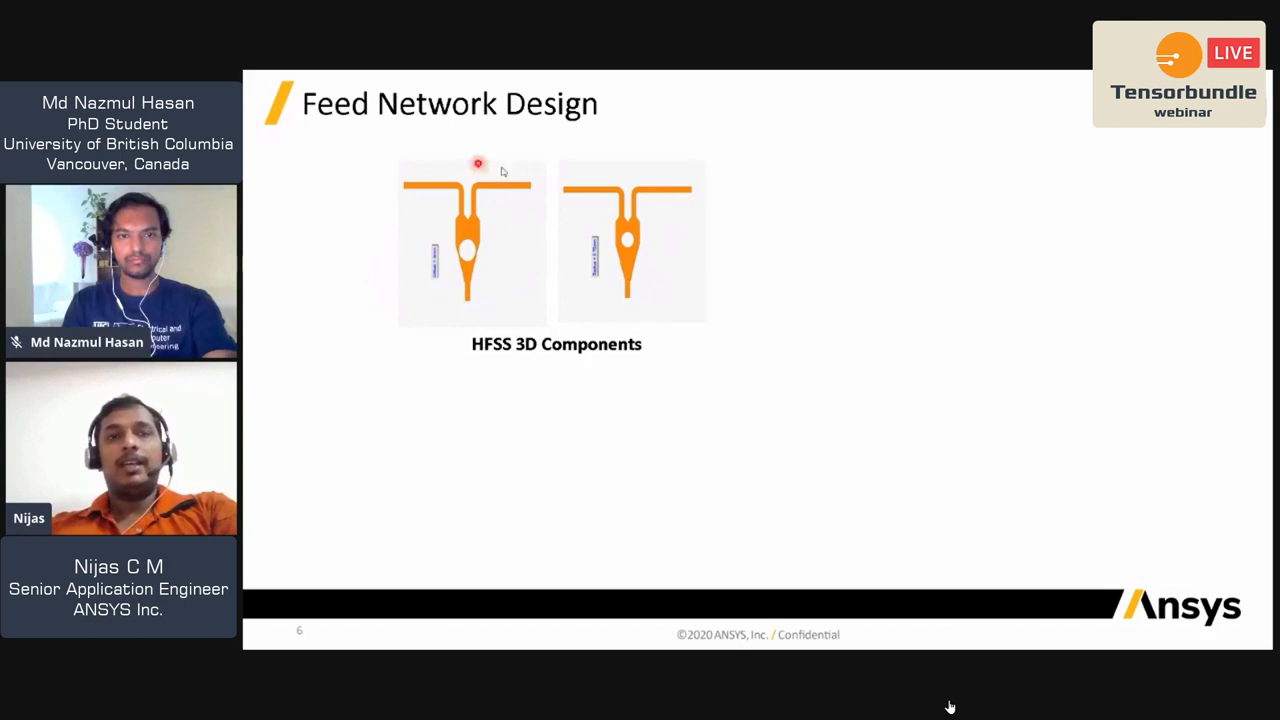 Md Nazmul Hasan
PhD Student
University of British Columbia
Vancouver, Canada
Md Nazmul Hasan
Nijas
Nijas C M
Senior Application Engineer
ANSYS Inc.
LIVE
Tensorbundle
webinar
Feed Network Design
HFSS 3D Components
Ansys
6
©2020 ANSYS, Inc. / Confidential